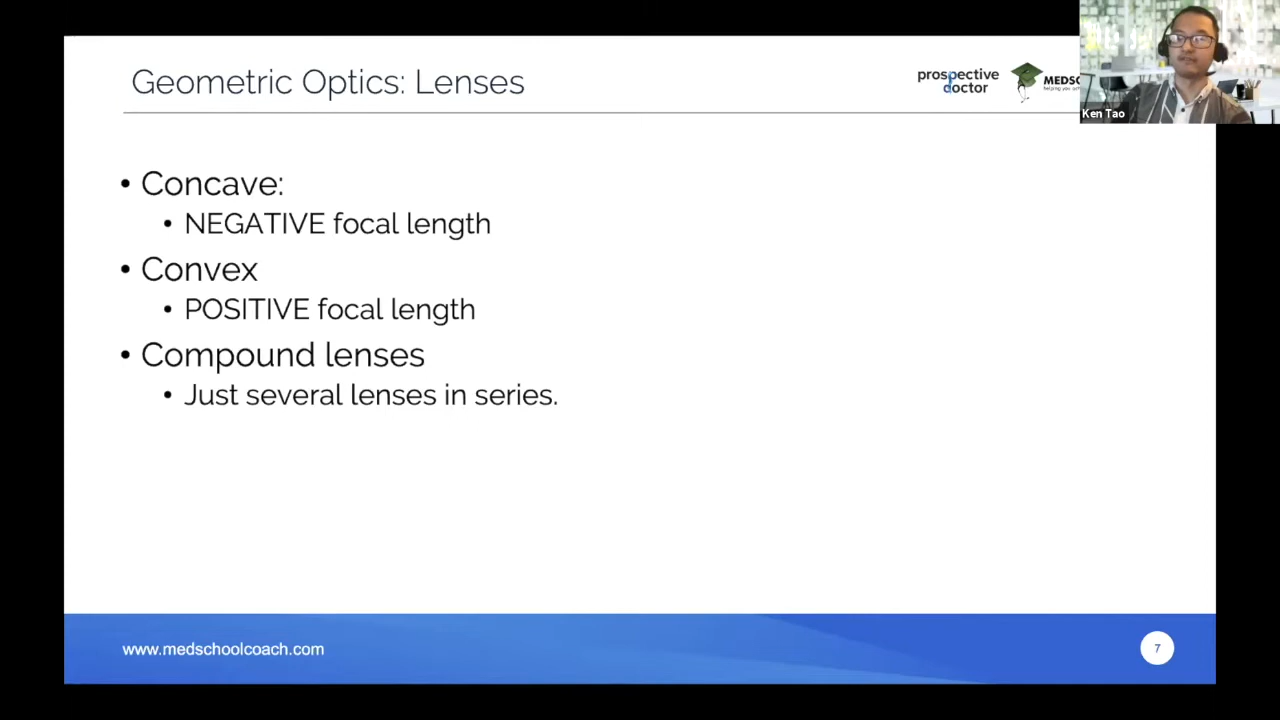 Geometric Optics: Lenses
prospective
doctor
Ken Tao
• Concave:
• NEGATIVE focal length
• Convex
• POSITIVE focal length
• Compound lenses
• Just several lenses in series.
www.medschoolcoach.com
7